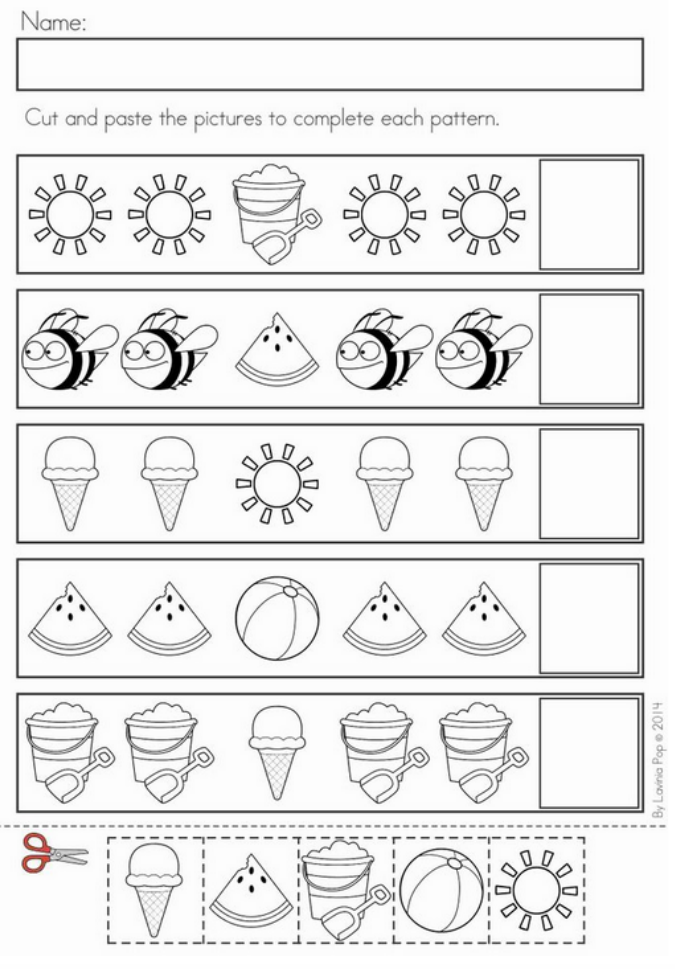 Name:
Cut and paste the pictures to complete each pattern.
By Lavinia Pop © 2014